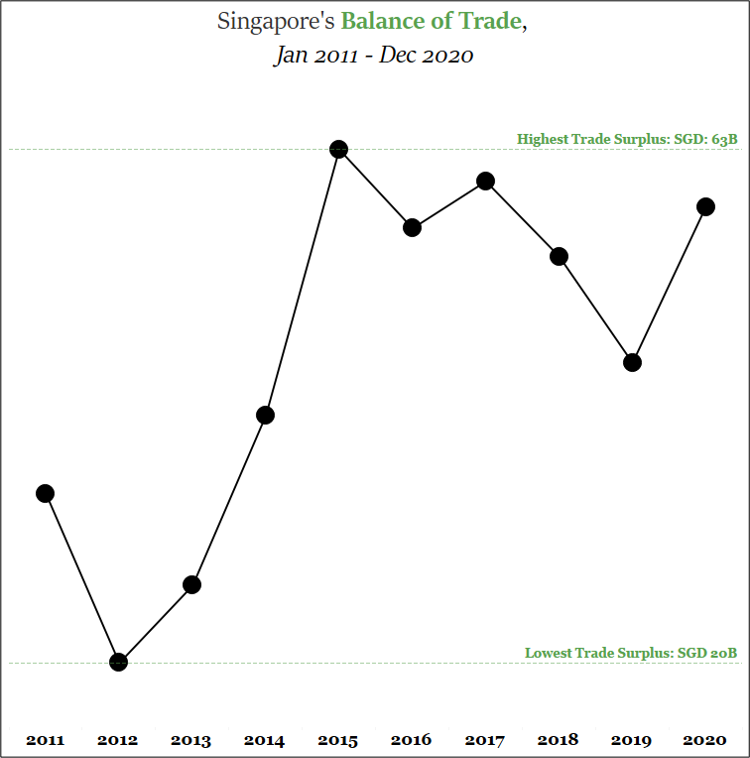 Singapore's Balance of Trade,
Jan 2011 - Dec 2020
Highest Trade Surplus: SGD: 63B
Lowest Trade Surplus: SGD 20B
2011 2012 2013 2014 2015 2016 2017 2018 2019 2020